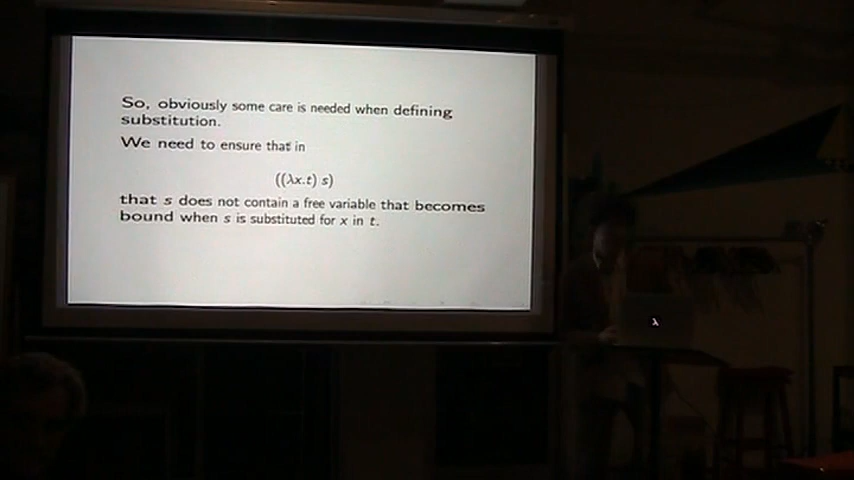 So, obviously some care is needed when defining
substitution.
We need to ensure that in
((λx.t) s)
that s does not contain a free variable that becomes
bound when s is substituted for x in t.
λ